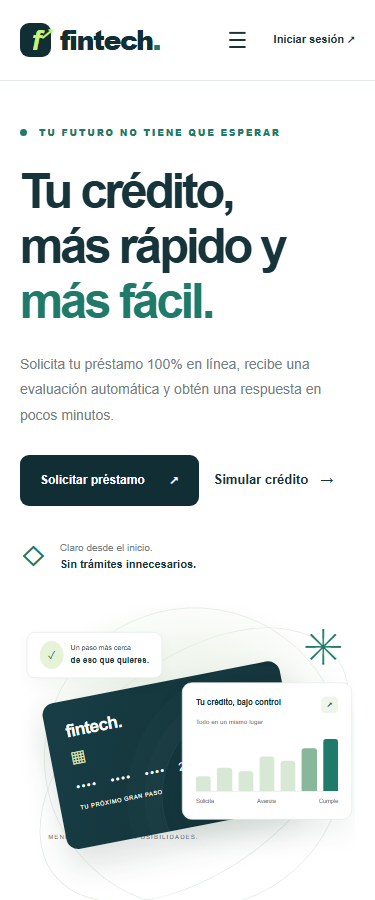 fintech.
Iniciar sesión ↗
TU FUTURO NO TIENE QUE ESPERAR
Tu crédito,
más rápido y
más fácil.
Solicita tu préstamo 100% en línea, recibe una
evaluación automática y obtén una respuesta en
pocos minutos.
Solicitar préstamo ↗
Simular crédito →
Claro desde el inicio.
Sin trámites innecesarios.
Un paso más cerca
de eso que quieres.
Tu crédito, bajo control
Todo en un mismo lugar
Solicita Avanza Cumple
fintech.
•••• •••• ••••
TU PRÓXIMO GRAN PASO